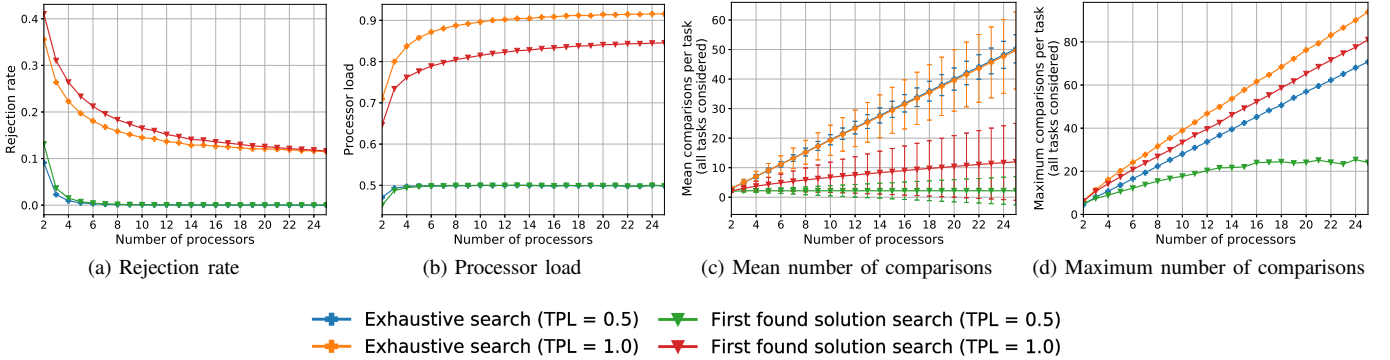 Rejection rate
0.4
0.3
0.2
0.1
0.0
2 4 6 8 10 12 14 16 18 20 22 24
Number of processors
(a) Rejection rate
Processor load
0.9
0.8
0.7
0.6
0.5
2 4 6 8 10 12 14 16 18 20 22 24
Number of processors
(b) Processor load
Mean comparisons per task
(all tasks considered)
60
50
40
30
20
10
0
2 4 6 8 10 12 14 16 18 20 22 24
Number of processors
(c) Mean number of comparisons
Maximum comparisons per task
(all tasks considered)
80
60
40
20
0
2 4 6 8 10 12 14 16 18 20 22 24
Number of processors
(d) Maximum number of comparisons
Exhaustive search (TPL = 0.5)
Exhaustive search (TPL = 1.0)
First found solution search (TPL = 0.5)
First found solution search (TPL = 1.0)